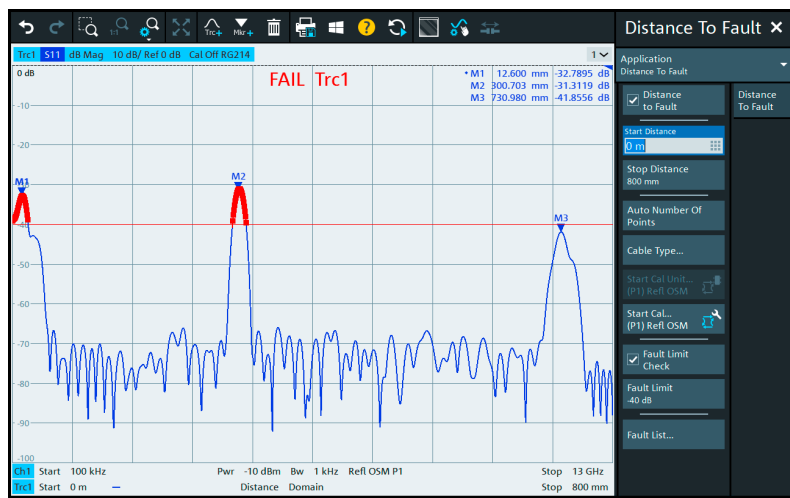 1:1
Trc+
Mkr+
?
Distance To Fault ×
Trc1 S11 dB Mag 10 dB/ Ref 0 dB Cal Off RG214
1
0 dB
FAIL Trc1
• M1 12.600 mm -32.7895 dB
M2 300.703 mm -31.3119 dB
M3 730.980 mm -41.8556 dB
-10
-20
M1
M2
M3
-40
-50
-60
-70
-80
-90
-100
Ch1 Start 100 kHz Pwr -10 dBm Bw 1 kHz Refl OSM P1 Stop 13 GHz
Trc1 Start 0 m — Distance Domain Stop 800 mm
Application
Distance To Fault
Distance
to Fault
Distance
To Fault
Start Distance
0 m
Stop Distance
800 mm
Auto Number Of
Points
Cable Type...
Start Cal Unit...
(P1) Refl OSM
Start Cal...
(P1) Refl OSM
Fault Limit
Check
Fault Limit
-40 dB
Fault List...